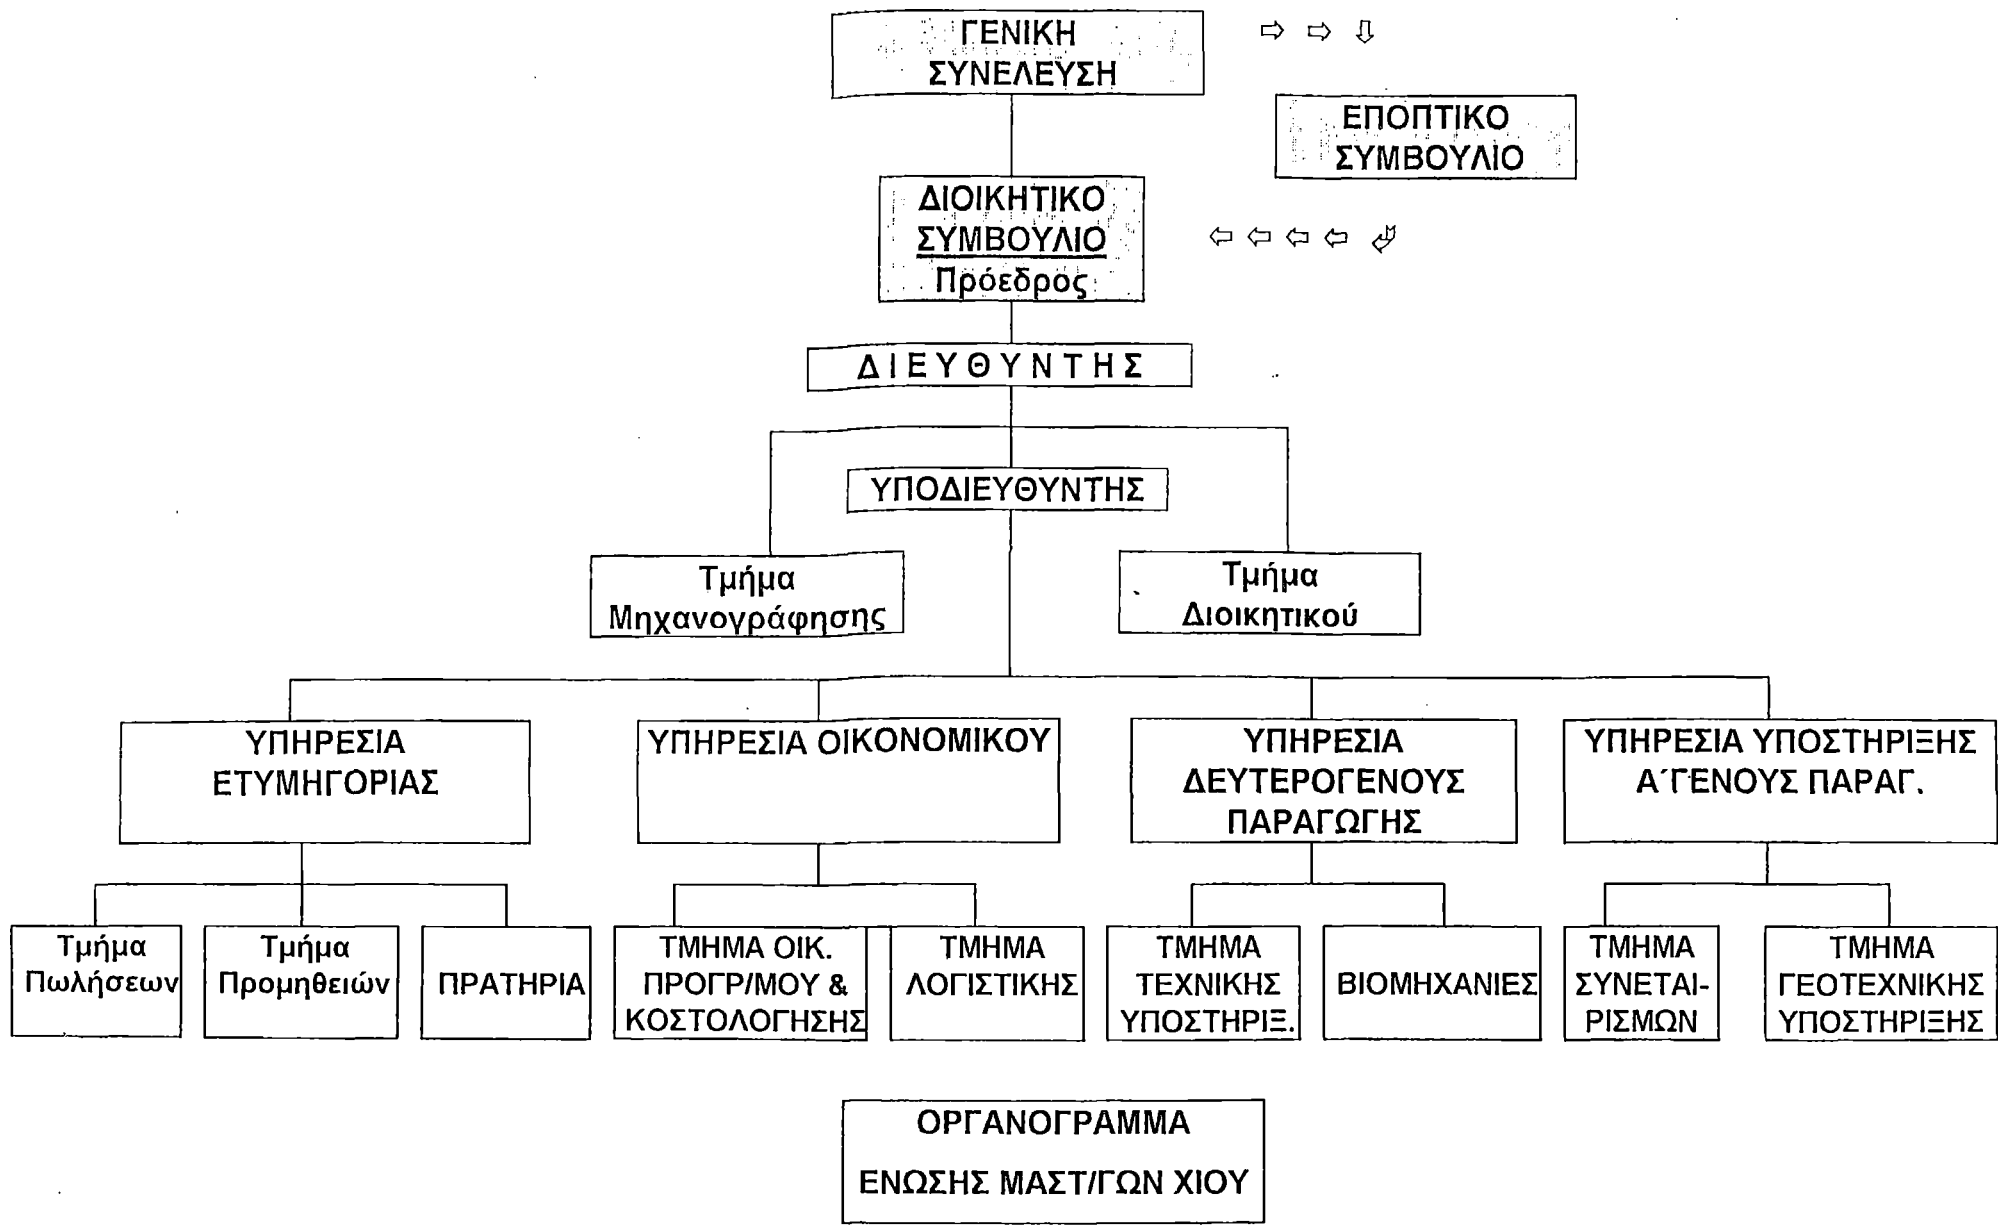 ΓΕΝΙΚΗ
ΣΥΝΕΛΕΥΣΗ
ΕΠΟΠΤΙΚΟ
ΣΥΜΒΟΥΛΙΟ
ΔΙΟΙΚΗΤΙΚΟ
ΣΥΜΒΟΥΛΙΟ
Πρόεδρος
Δ Ι Ε Υ Θ Υ Ν Τ Η Σ
ΥΠΟΔΙΕΥΘΥΝΤΗΣ
Τμήμα
Μηχανογράφησης
Τμήμα
Διοικητικού
ΥΠΗΡΕΣΙΑ
ΕΤΥΜΗΓΟΡΙΑΣ
ΥΠΗΡΕΣΙΑ ΟΙΚΟΝΟΜΙΚΟΥ
ΥΠΗΡΕΣΙΑ
ΔΕΥΤΕΡΟΓΕΝΟΥΣ
ΠΑΡΑΓΩΓΗΣ
ΥΠΗΡΕΣΙΑ ΥΠΟΣΤΗΡΙΞΗΣ
Α΄ΓΕΝΟΥΣ ΠΑΡΑΓ.
Τμήμα
Πωλήσεων
Τμήμα
Προμηθειών
ΠΡΑΤΗΡΙΑ
ΤΜΗΜΑ ΟΙΚ.
ΠΡΟΓΡ/ΜΟΥ &
ΚΟΣΤΟΛΟΓΗΣΗΣ
ΤΜΗΜΑ
ΛΟΓΙΣΤΙΚΗΣ
ΤΜΗΜΑ
ΤΕΧΝΙΚΗΣ
ΥΠΟΣΤΗΡΙΞ.
ΒΙΟΜΗΧΑΝΙΕΣ
ΤΜΗΜΑ
ΣΥΝΕΤΑΙ-
ΡΙΣΜΩΝ
ΤΜΗΜΑ
ΓΕΟΤΕΧΝΙΚΗΣ
ΥΠΟΣΤΗΡΙΞΗΣ
ΟΡΓΑΝΟΓΡΑΜΜΑ
ΕΝΩΣΗΣ ΜΑΣΤ/ΓΩΝ ΧΙΟΥ